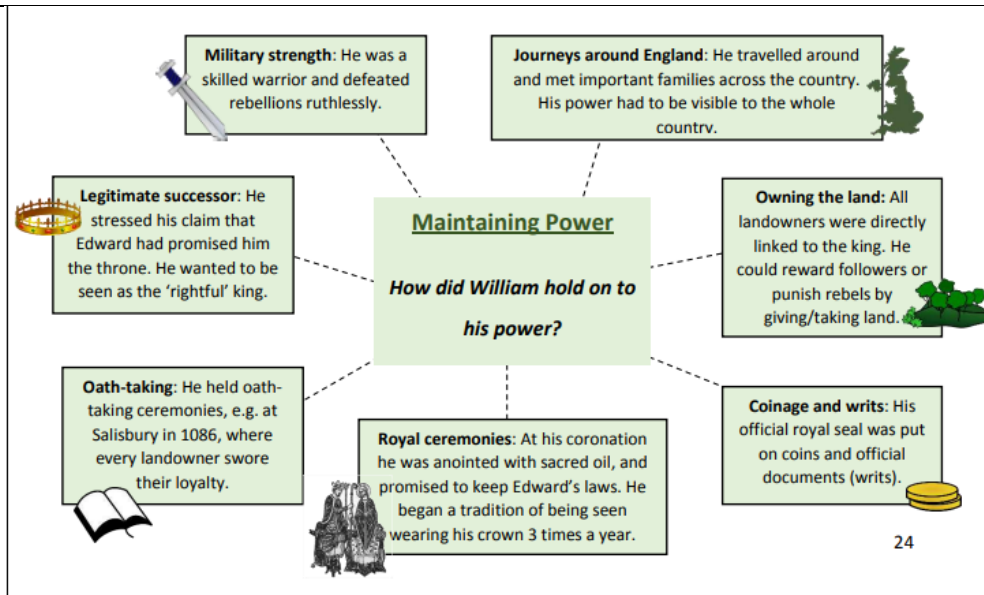 Military strength: He was a
skilled warrior and defeated
rebellions ruthlessly.
Journeys around England: He travelled around
and met important families across the country.
His power had to be visible to the whole
country.
Legitimate successor: He
stressed his claim that
Edward had promised him
the throne. He wanted to be
seen as the ‘rightful’ king.
Maintaining Power
How did William hold on to
his power?
Owning the land: All
landowners were directly
linked to the king. He
could reward followers or
punish rebels by
giving/taking land.
Oath-taking: He held oath-
taking ceremonies, e.g. at
Salisbury in 1086, where
every landowner swore
their loyalty.
Royal ceremonies: At his coronation
he was anointed with sacred oil, and
promised to keep Edward’s laws. He
began a tradition of being seen
wearing his crown 3 times a year.
Coinage and writs: His
official royal seal was put
on coins and official
documents (writs).
24